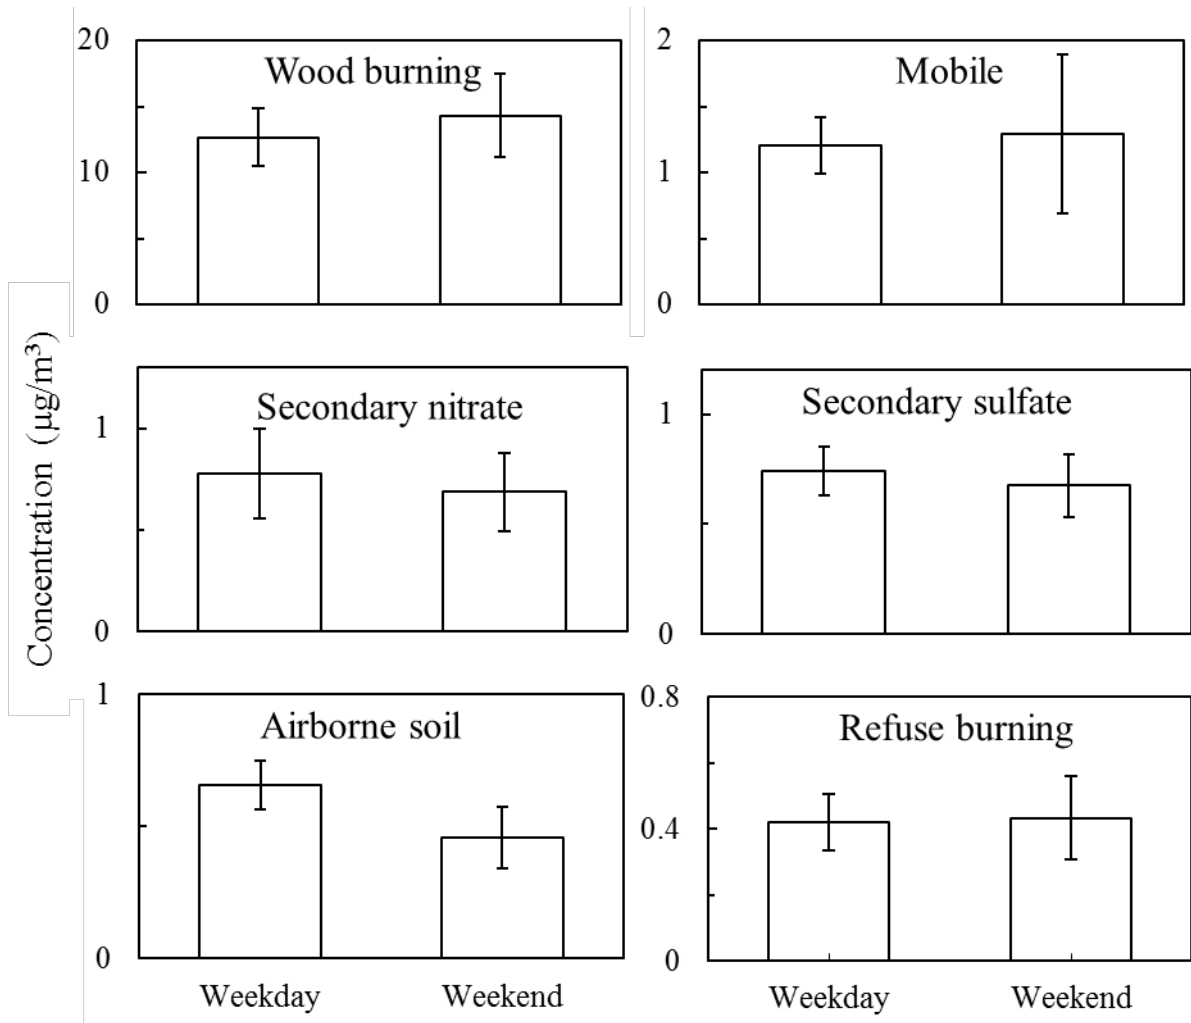 20
Wood burning
10
0
2
Mobile
1
0
Concentration (µg/m³)
Secondary nitrate
1
0
Secondary sulfate
1
0
1
Airborne soil
0
Weekday Weekend
0.8
Refuse burning
0.4
0
Weekday Weekend